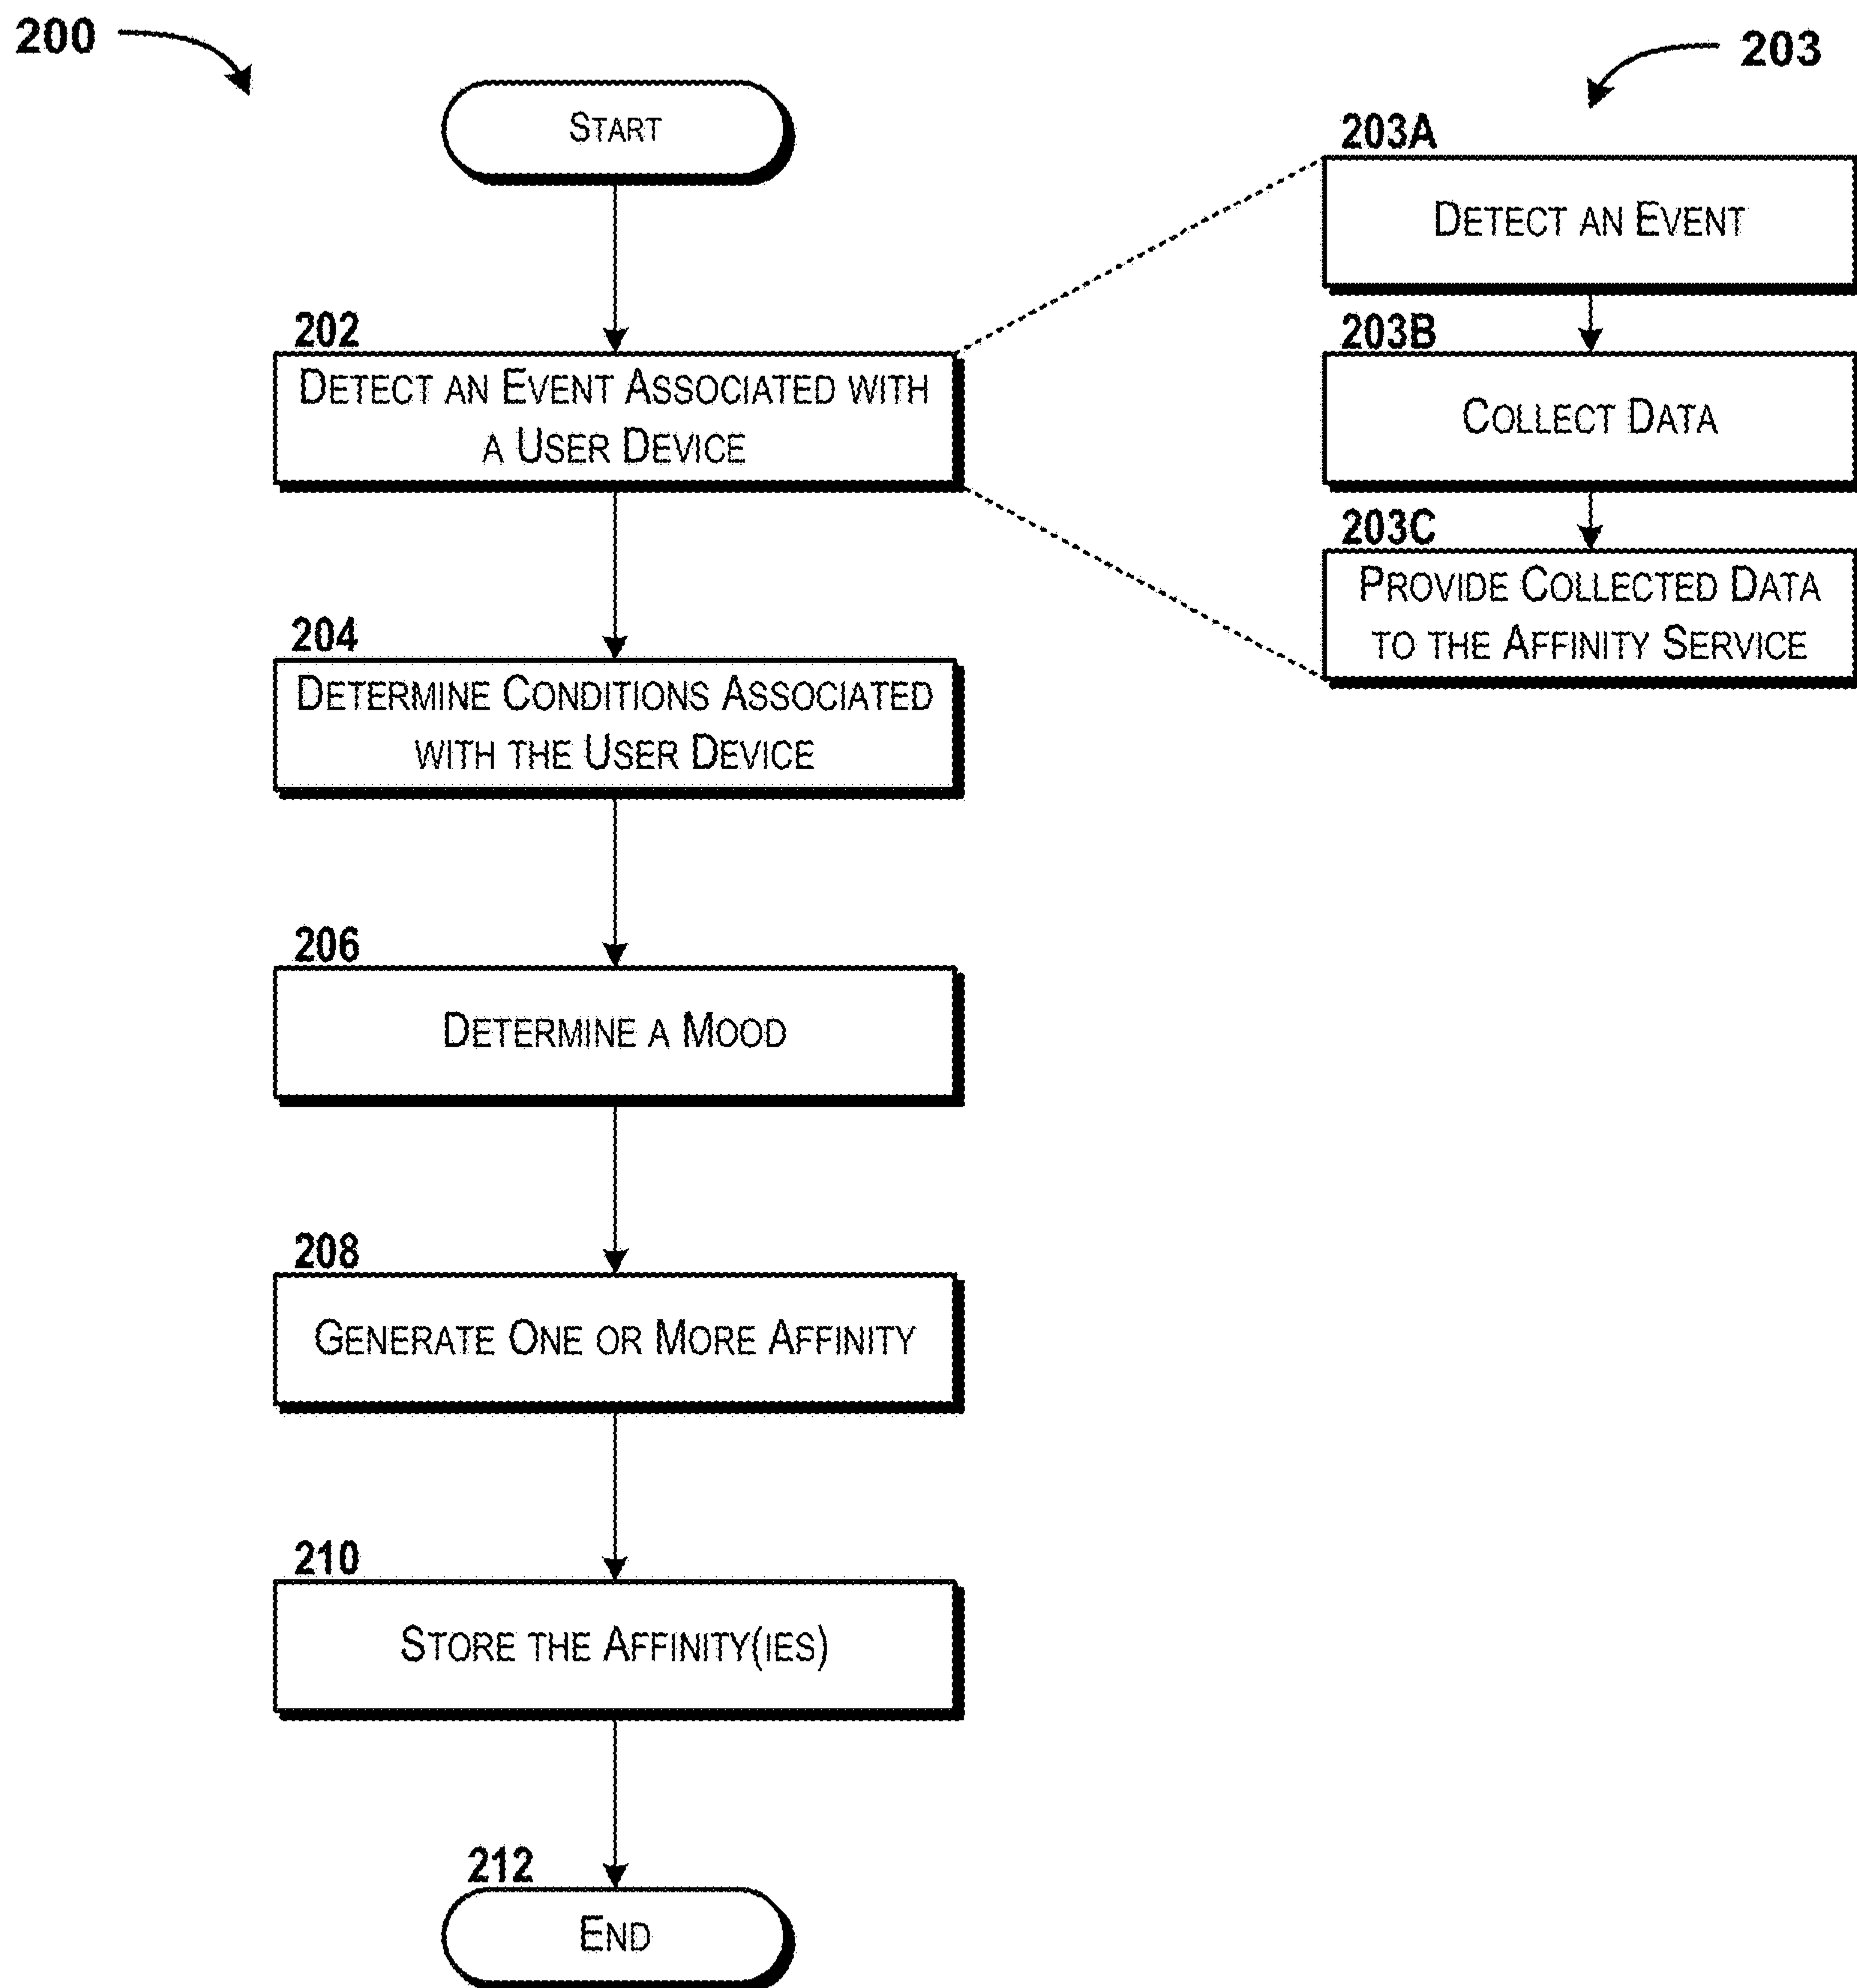 200
START
202
DETECT AN EVENT ASSOCIATED WITH
A USER DEVICE
204
DETERMINE CONDITIONS ASSOCIATED
WITH THE USER DEVICE
206
DETERMINE A MOOD
208
GENERATE ONE OR MORE AFFINITY
210
STORE THE AFFINITY(IES)
212
END
203
203A
DETECT AN EVENT
203B
COLLECT DATA
203C
PROVIDE COLLECTED DATA
TO THE AFFINITY SERVICE